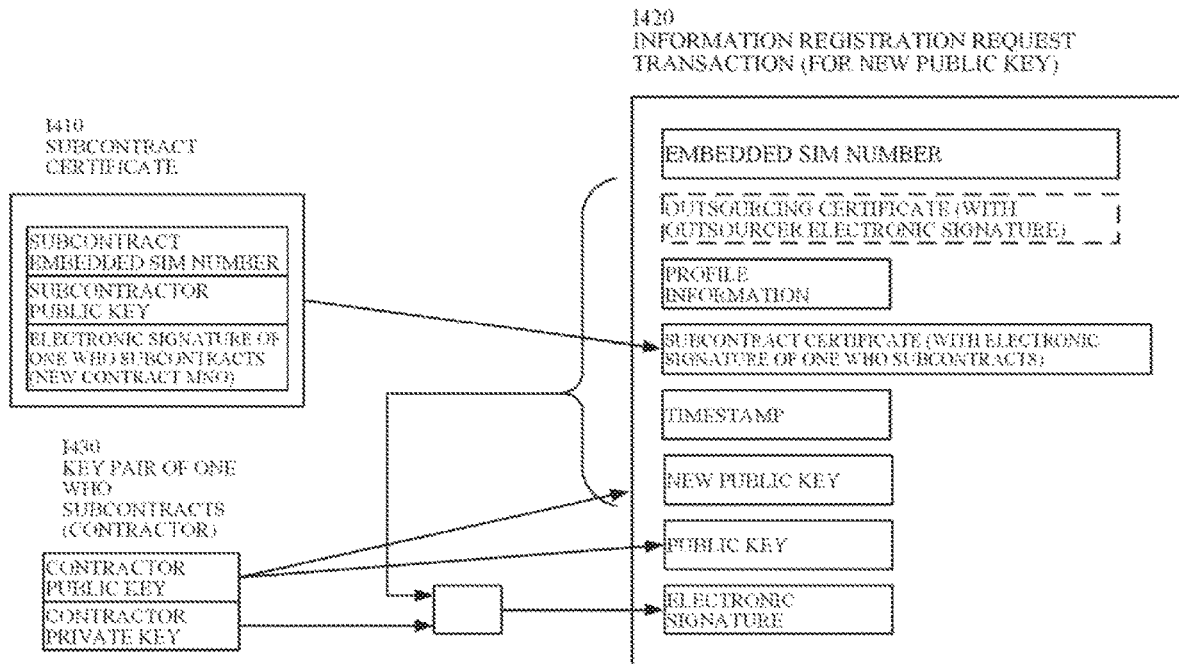 I420
INFORMATION REGISTRATION REQUEST
TRANSACTION (FOR NEW PUBLIC KEY)
I410
SUBCONTRACT
CERTIFICATE
SUBCONTRACT
EMBEDDED SIM NUMBER
SUBCONTRACTOR
PUBLIC KEY
ELECTRONIC SIGNATURE OF
ONE WHO SUBCONTRACTS
(NEW CONTRACT MNO)
I430
KEY PAIR OF ONE
WHO
SUBCONTRACTS
(CONTRACTOR)
CONTRACTOR
PUBLIC KEY
CONTRACTOR
PRIVATE KEY
EMBEDDED SIM NUMBER
OUTSOURCING CERTIFICATE (WITH
OUTSOURCER ELECTRONIC SIGNATURE)
PROFILE
INFORMATION
SUBCONTRACT CERTIFICATE (WITH ELECTRONIC
SIGNATURE OF ONE WHO SUBCONTRACTS)
TIMESTAMP
NEW PUBLIC KEY
PUBLIC KEY
ELECTRONIC
SIGNATURE